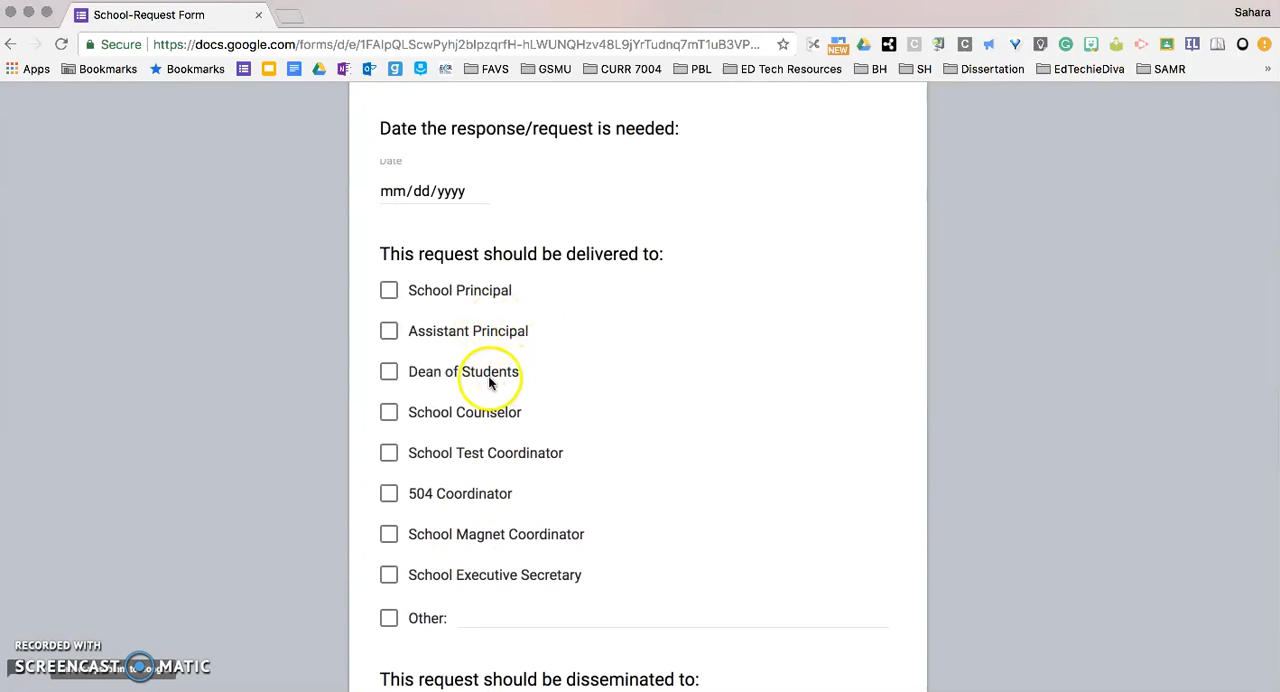 School-Request Form
Sahara
Secure
https://docs.google.com/forms/d/e/1FAIpQLScwPyhj2bIpzqrfH-hLWUNQHzv48L9jYrTudnq7mT1uB3VP...
NEW
Apps
Bookmarks
Bookmarks
FAVS
GSMU
CURR 7004
PBL
ED Tech Resources
BH
SH
Dissertation
EdTechieDiva
SAMR
Date the response/request is needed:
Date
mm/dd/yyyy
This request should be delivered to:
School Principal
Assistant Principal
Dean of Students
School Counselor
School Test Coordinator
504 Coordinator
School Magnet Coordinator
School Executive Secretary
Other:
This request should be disseminated to:
RECORDED WITH
SCREENCAST MATIC